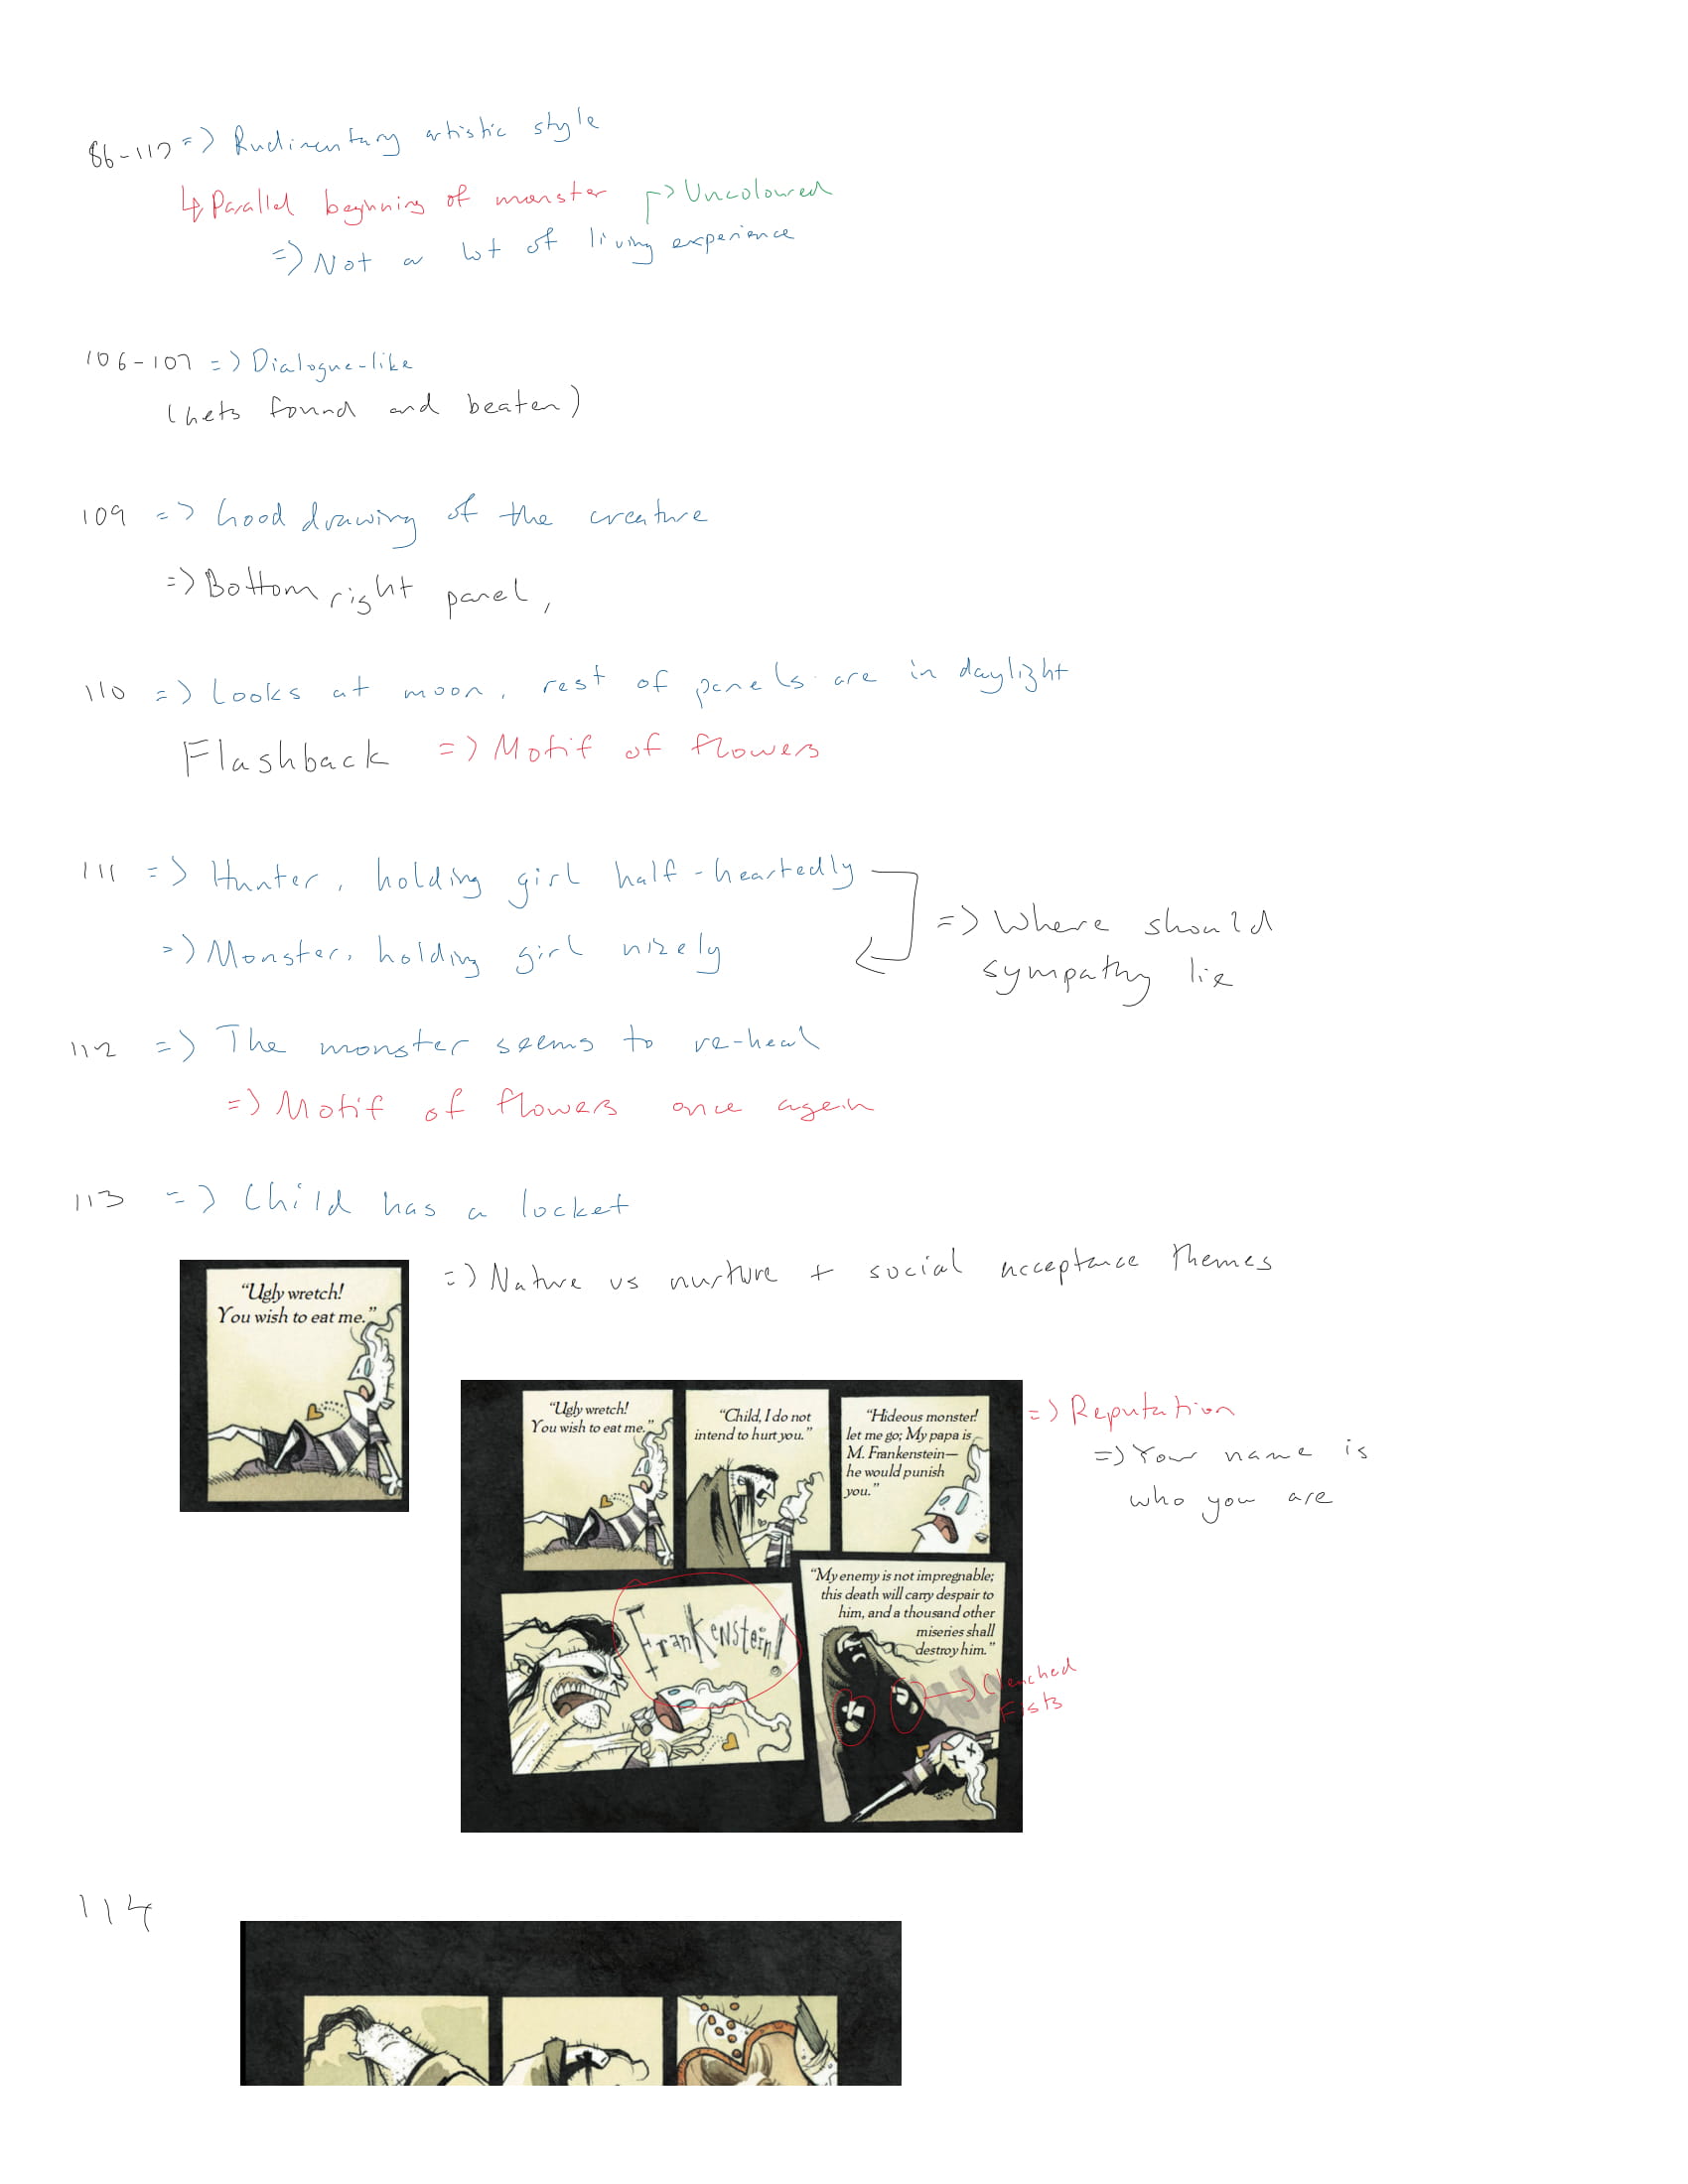 86-117 => Rudimentary artistic style
↳ Parallel beginning of monster ↱> Uncoloured
=> Not a lot of living experience
106-107 => Dialogue-like
(Gets found and beaten)
109 => Good drawing of the creature
=> Bottom right panel,
110 => Looks at moon, rest of panels are in daylight
Flashback => Motif of flowers
111 => Hunter, holding girl half-heartedly
=> Monster, holding girl nicely
=> Where should
sympathy lie
112 => The monster seems to re-heal
=> Motif of flowers once again
113 => Child has a locket
=> Nature vs nurture + social acceptance themes
"Ugly wretch!
You wish to eat me."
"Ugly wretch!
You wish to eat me."
"Child, I do not
intend to hurt you."
"Hideous monster!
let me go; My papa is
M. Frankenstein—
he would punish
you."
=> Reputation
=> Your name is
who you are
Frankenstein!
"My enemy is not impregnable;
this death will carry despair to
him, and a thousand other
miseries shall
destroy him."
-> Clenched
Fists
114